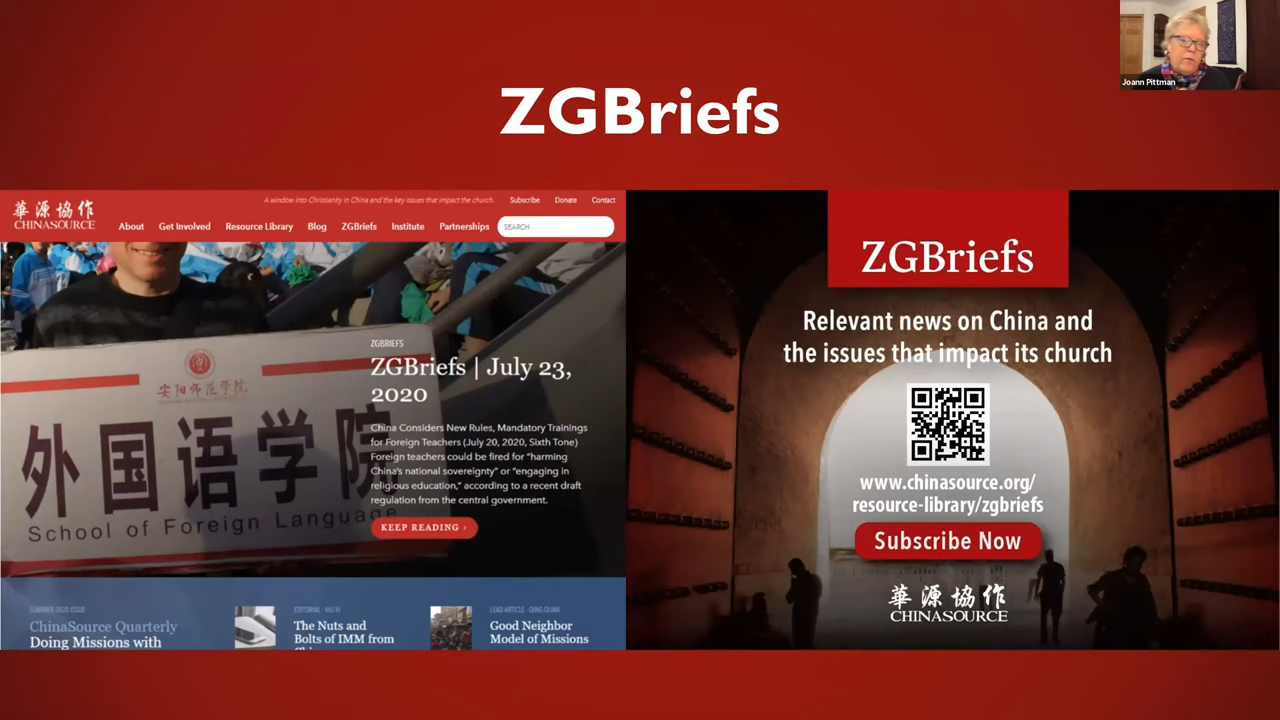 Joann Pittman
ZGBriefs
華源協作
CHINASOURCE
A window into Christianity in China and the key issues that impact the church.
Subscribe
Donate
Contact
About
Get Involved
Resource Library
Blog
ZGBriefs
Institute
Partnerships
SEARCH
安阳师范学院
外国语学院
School of Foreign Language
ZGBRIEFS
ZGBriefs | July 23,
2020
China Considers New Rules, Mandatory Trainings
for Foreign Teachers (July 20, 2020, Sixth Tone)
Foreign teachers could be fired for “harming
China's national sovereignty” or “engaging in
religious education,” according to a recent draft
regulation from the central government.
KEEP READING ›
SUMMER 2020 ISSUE
ChinaSource Quarterly
Doing Missions with
EDITORIAL · WU XI
The Nuts and
Bolts of IMM from
LEAD ARTICLE · QING QUAN
Good Neighbor
Model of Missions
ZGBriefs
Relevant news on China and
the issues that impact its church
www.chinasource.org/
resource-library/zgbriefs
Subscribe Now
華源協作
CHINASOURCE